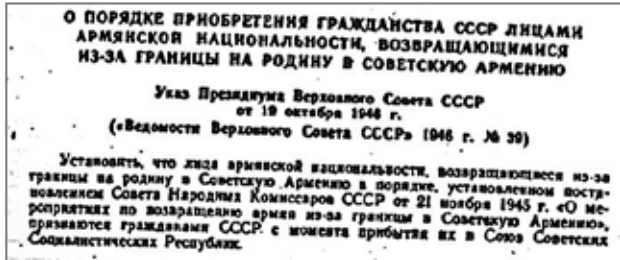 О ПОРЯДКЕ ПРИОБРЕТЕНИЯ ГРАЖДАНСТВА СССР ЛИЦАМИ
АРМЯНСКОЙ НАЦИОНАЛЬНОСТИ, ВОЗВРАЩАЮЩИМИСЯ
ИЗ-ЗА ГРАНИЦЫ НА РОДИНУ В СОВЕТСКУЮ АРМЕНИЮ
Указ Президиума Верховного Совета СССР
от 19 октября 1946 г.
(«Ведомости Верховного Совета СССР» 1946 г. № 39)
Установить, что лица армянской национальности, возвращающиеся из-за
границы на родину в Советскую Армению в порядке, установленном поста-
новлением Совета Народных Комиссаров СССР от 21 ноября 1945 г. «О ме-
роприятиях по возвращению армян из-за границы в Советскую Армению»,
признаются гражданами СССР с момента прибытия их в Союз Советских
Социалистических Республик.